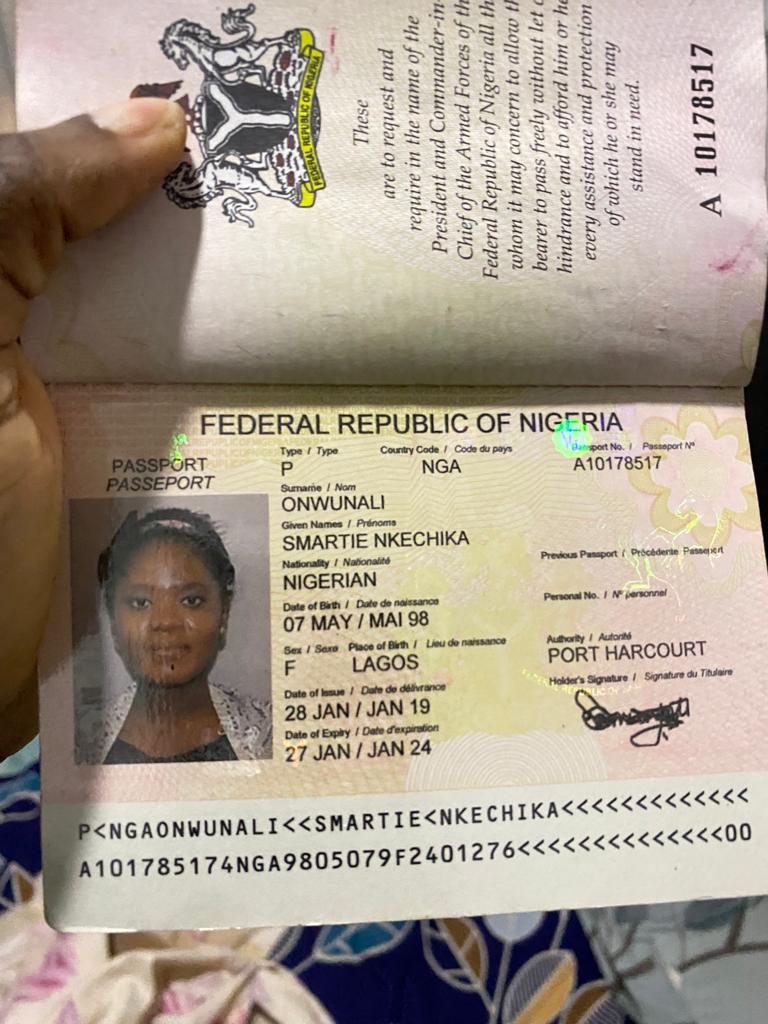 FEDERAL REPUBLIC OF NIGERIA
These
are to request and
require in the name of the
President and Commander-in-
Chief of the Armed Forces of the
Federal Republic of Nigeria all th
whom it may concern to allow th
bearer to pass freely without let o
hindrance and to afford him or he
every assistance and protection
of which he or she may
stand in need.
A 10178517
FEDERAL REPUBLIC OF NIGERIA
PASSPORT
PASSEPORT
Type / Type
P
Country Code / Code du pays
NGA
Passport No. / Passeport N°
A10178517
Surname / Nom
ONWUNALI
Given Names / Prénoms
SMARTIE NKECHIKA
Nationality / Nationalité
NIGERIAN
Previous Passport / Précédente Passeport
Date of Birth / Date de naissance
07 MAY / MAI 98
Personal No. / N° personnel
Sex / Sexe
F
Place of Birth / Lieu de naissance
LAGOS
Authority / Autorité
PORT HARCOURT
Date of Issue / Date de délivrance
28 JAN / JAN 19
Holder's Signature / Signature du Titulaire
Date of Expiry / Date d'expiration
27 JAN / JAN 24
P<NGAONWUNALI<<SMARTIE<NKECHIKA<<<<<<<<<<<<<
A101785174NGA9805079F2401276<<<<<<<<<<<<<<00